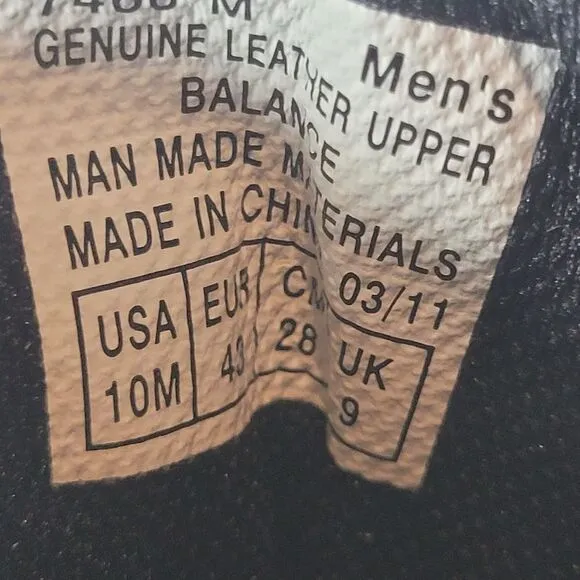 M
GENUINE LEATHER UPPER
Men's
BALANCE
MAN MADE MATERIALS
MADE IN CHINA 03/11
USA EUR CM UK
10M 43 28 9